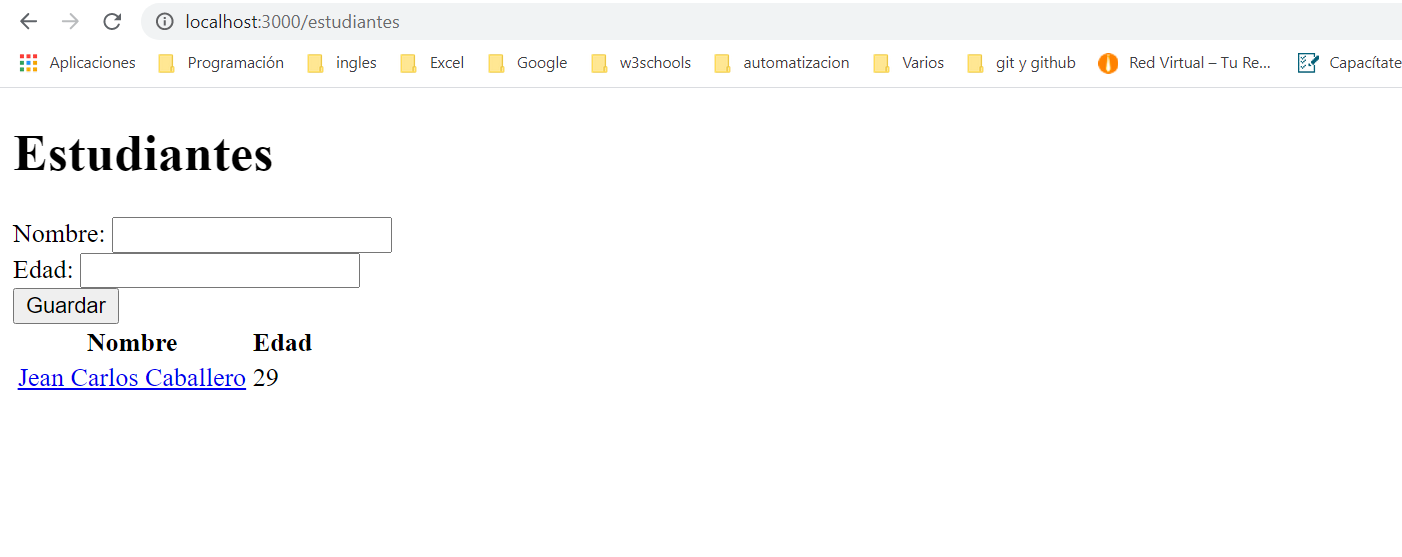 localhost:3000/estudiantes
Aplicaciones Programación ingles Excel Google w3schools automatizacion Varios git y github Red Virtual – Tu Re... Capacítate
Estudiantes
Nombre:
Edad:
Guardar
Nombre Edad
Jean Carlos Caballero 29